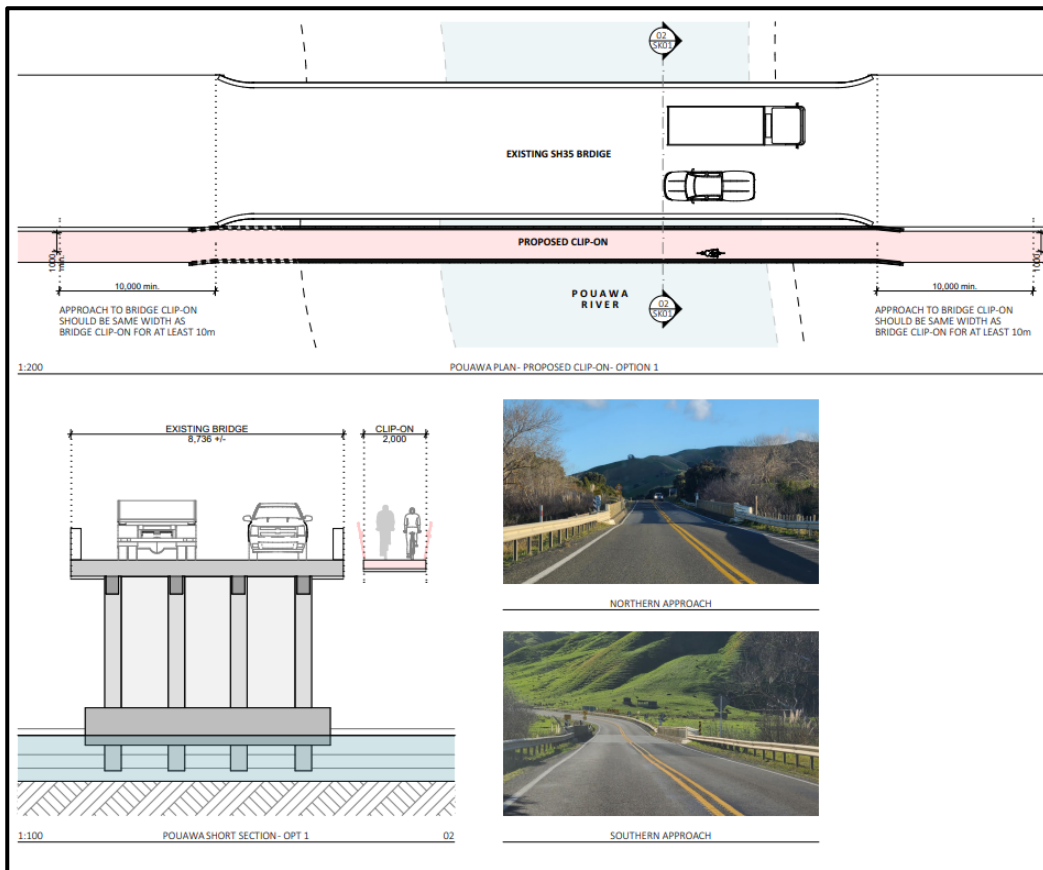 02
SK01
EXISTING SH35 BRDIGE
PROPOSED CLIP-ON
1000
min.
1000
10,000 min.
10,000 min.
POUAWA
RIVER
02
SK01
APPROACH TO BRIDGE CLIP-ON
SHOULD BE SAME WIDTH AS
BRIDGE CLIP-ON FOR AT LEAST 10m
APPROACH TO BRIDGE CLIP-ON
SHOULD BE SAME WIDTH AS
BRIDGE CLIP-ON FOR AT LEAST 10m
1:200
POUAWA PLAN- PROPOSED CLIP-ON- OPTION 1
EXISTING BRIDGE
8,736 +/-
CLIP-ON
2,000
NORTHERN APPROACH
1:100
POUAWA SHORT SECTION- OPT 1
02
SOUTHERN APPROACH